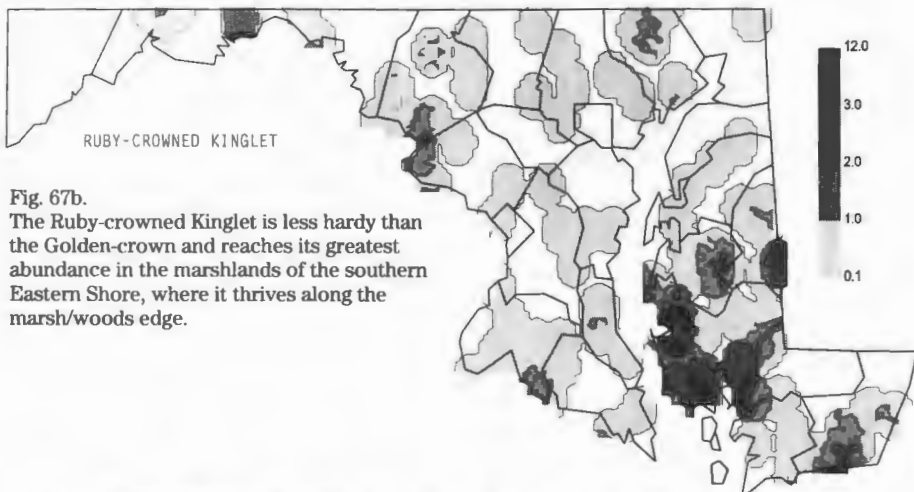 RUBY-CROWNED KINGLET
Fig. 67b.
The Ruby-crowned Kinglet is less hardy than
the Golden-crown and reaches its greatest
abundance in the marshlands of the southern
Eastern Shore, where it thrives along the
marsh/woods edge.
12.0
3.0
2.0
1.0
0.1